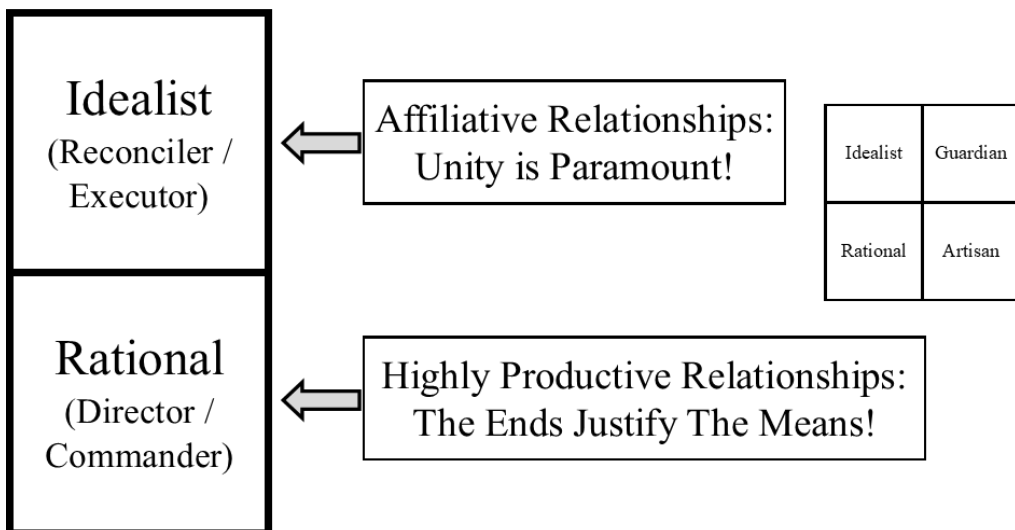 Idealist
(Reconciler /
Executor)
Affiliative Relationships:
Unity is Paramount!
Idealist
Guardian
Rational
Artisan
Rational
(Director /
Commander)
Highly Productive Relationships:
The Ends Justify The Means!